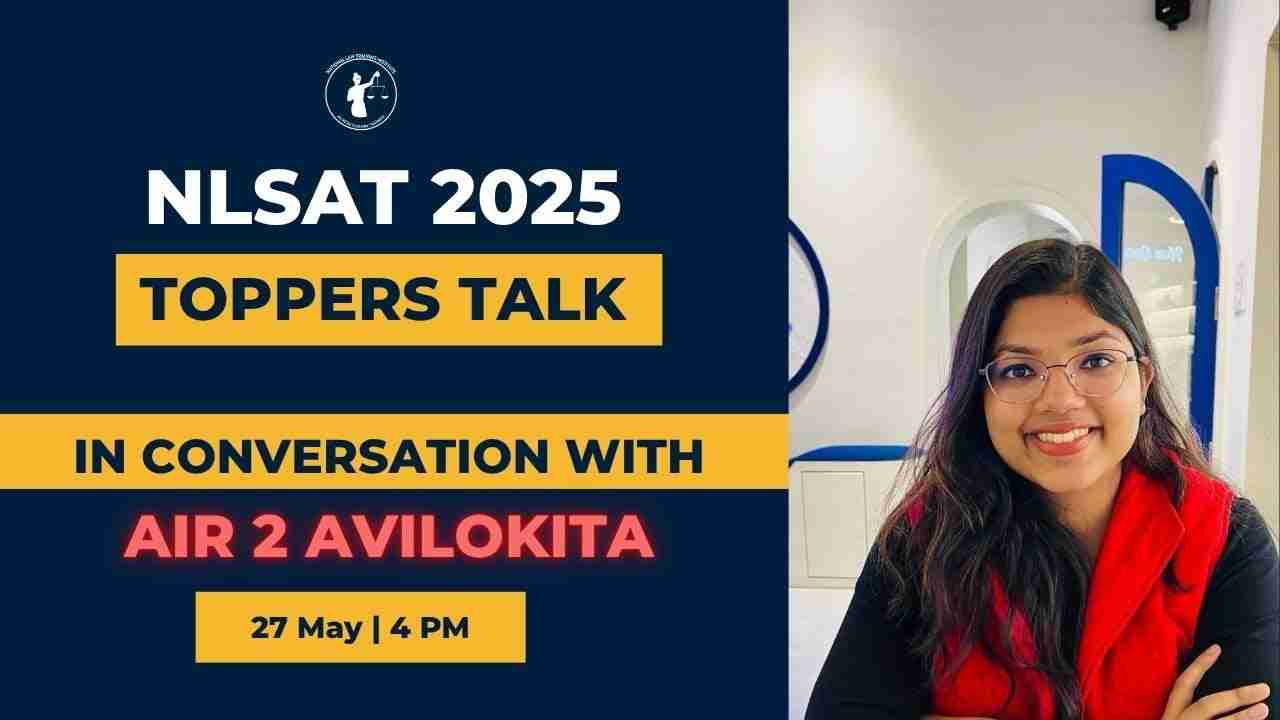 NLSAT 2025
TOPPERS TALK
IN CONVERSATION WITH
AIR 2 AVILOKITA
27 May | 4 PM